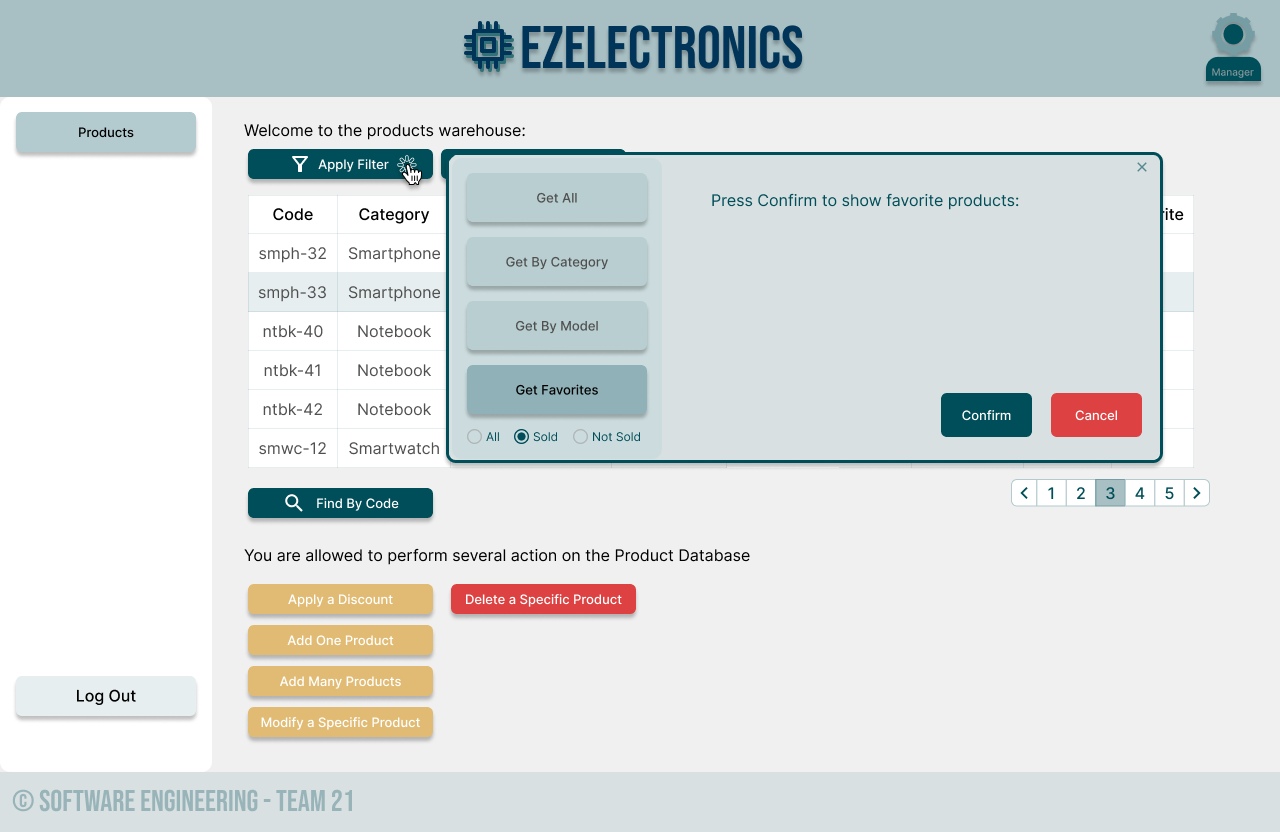 EZELECTRONICS
Manager
Products
Welcome to the products warehouse:
Apply Filter
Code Category
smph-32 Smartphone
smph-33 Smartphone
ntbk-40 Notebook
ntbk-41 Notebook
ntbk-42 Notebook
smwc-12 Smartwatch
Get All
Get By Category
Get By Model
Get Favorites
All Sold Not Sold
Press Confirm to show favorite products:
Confirm Cancel
Find By Code
1 2 3 4 5
You are allowed to perform several action on the Product Database
Apply a Discount Delete a Specific Product
Add One Product
Add Many Products
Modify a Specific Product
Log Out
© SOFTWARE ENGINEERING - TEAM 21